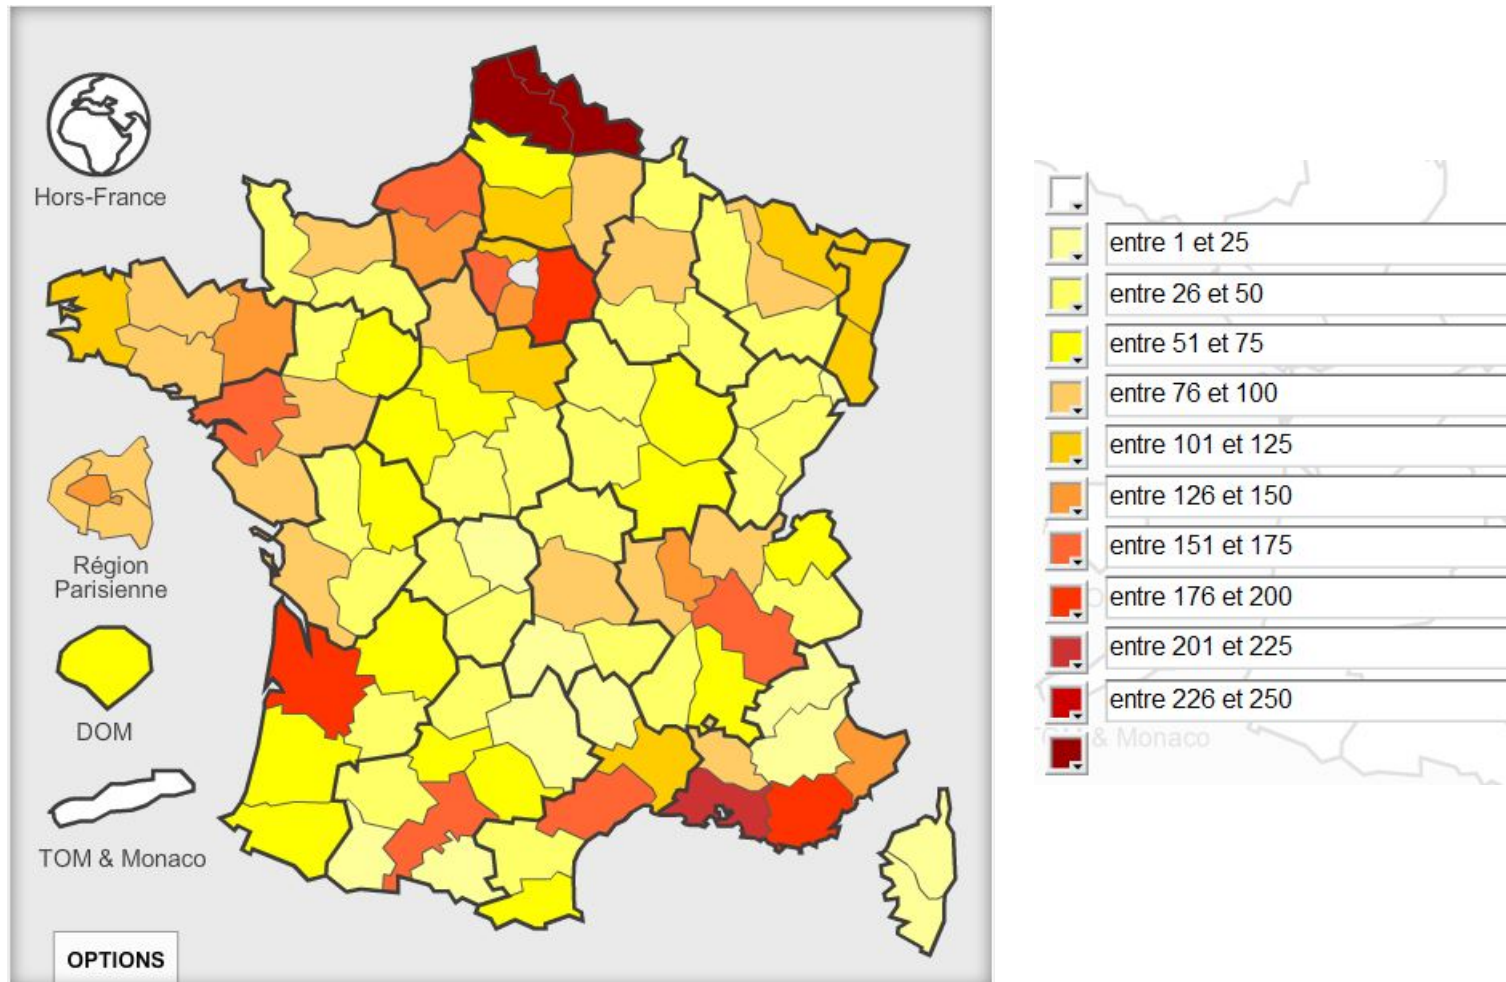 Hors-France
Région
Parisienne
DOM
TOM & Monaco
OPTIONS
entre 1 et 25
entre 26 et 50
entre 51 et 75
entre 76 et 100
entre 101 et 125
entre 126 et 150
entre 151 et 175
entre 176 et 200
entre 201 et 225
entre 226 et 250
& Monaco